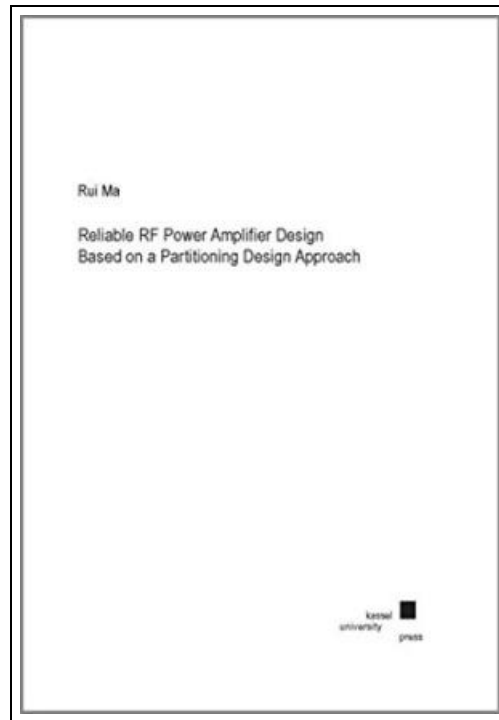 Rui Ma
Reliable RF Power Amplifier Design
Based on a Partitioning Design Approach
kassel
university
press